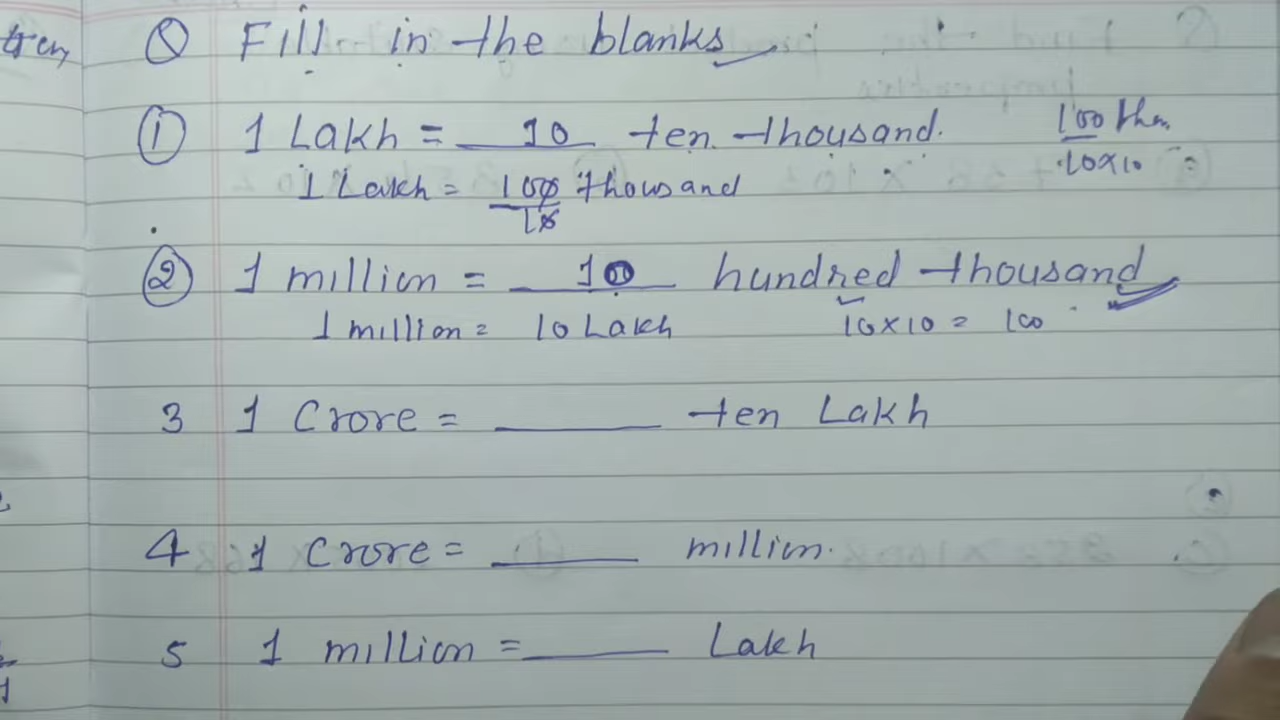 Q Fill in the blanks
1 1 Lakh = 10 ten thousand. 100 thou
10x10 =
1 Lakh = 100 Thousand
10
2 1 million = 10 hundred thousand
1 million = 10 Lakh 10x10 = 100
3 1 Crore = ______ ten Lakh
4 1 Crore = ______ million.
5 1 million = ______ Lakh